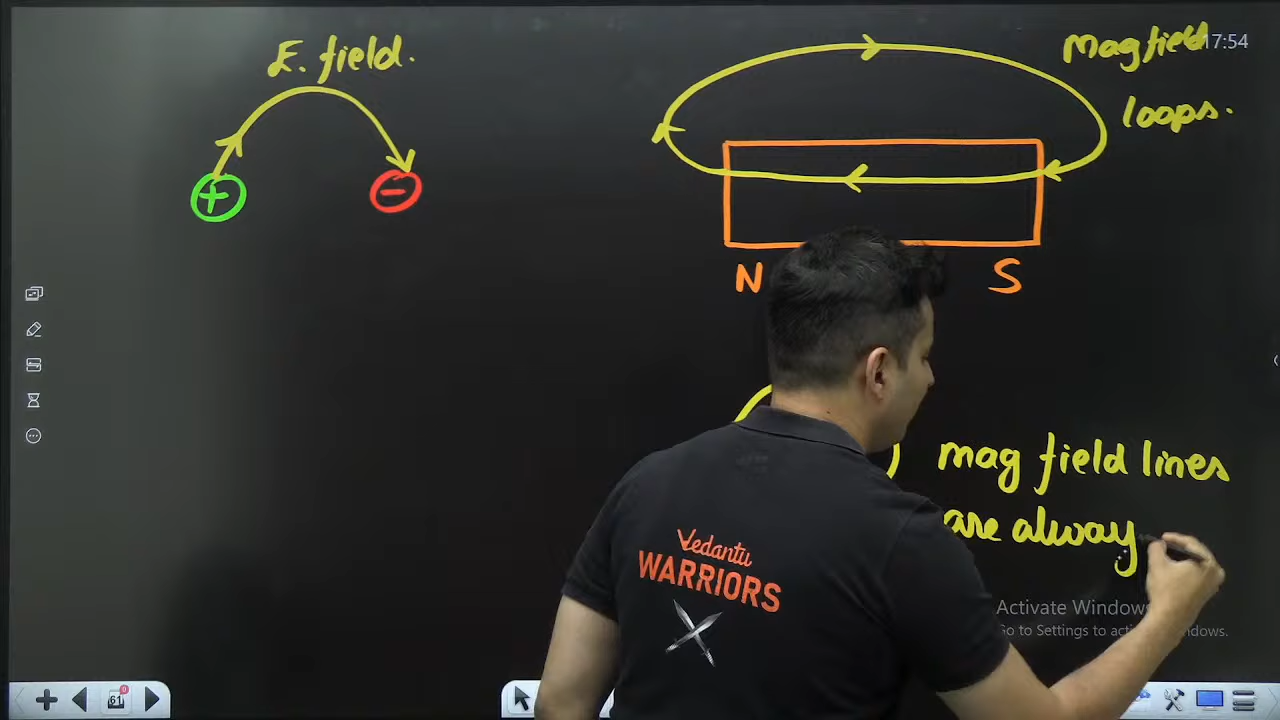 E. field.
Mag field
17:54
loops.
+
-
N
S
mag field lines
are alway
Vedantu
WARRIORS
Activate Windows
Go to Settings to
61